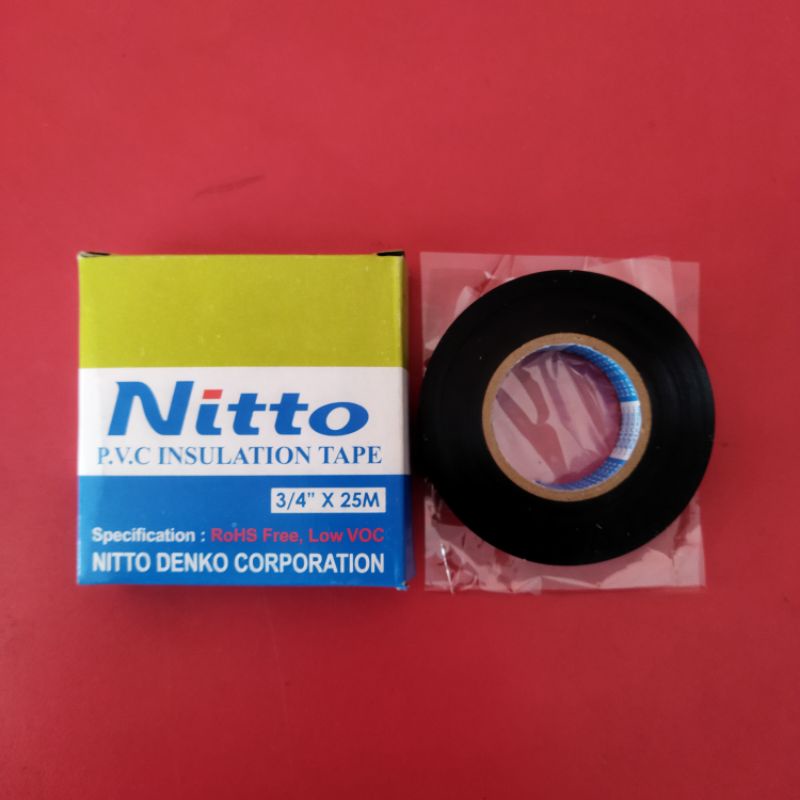 Nitto
P.V.C INSULATION TAPE
3/4" X 25M
Specification : RoHS Free, Low VOC
NITTO DENKO CORPORATION